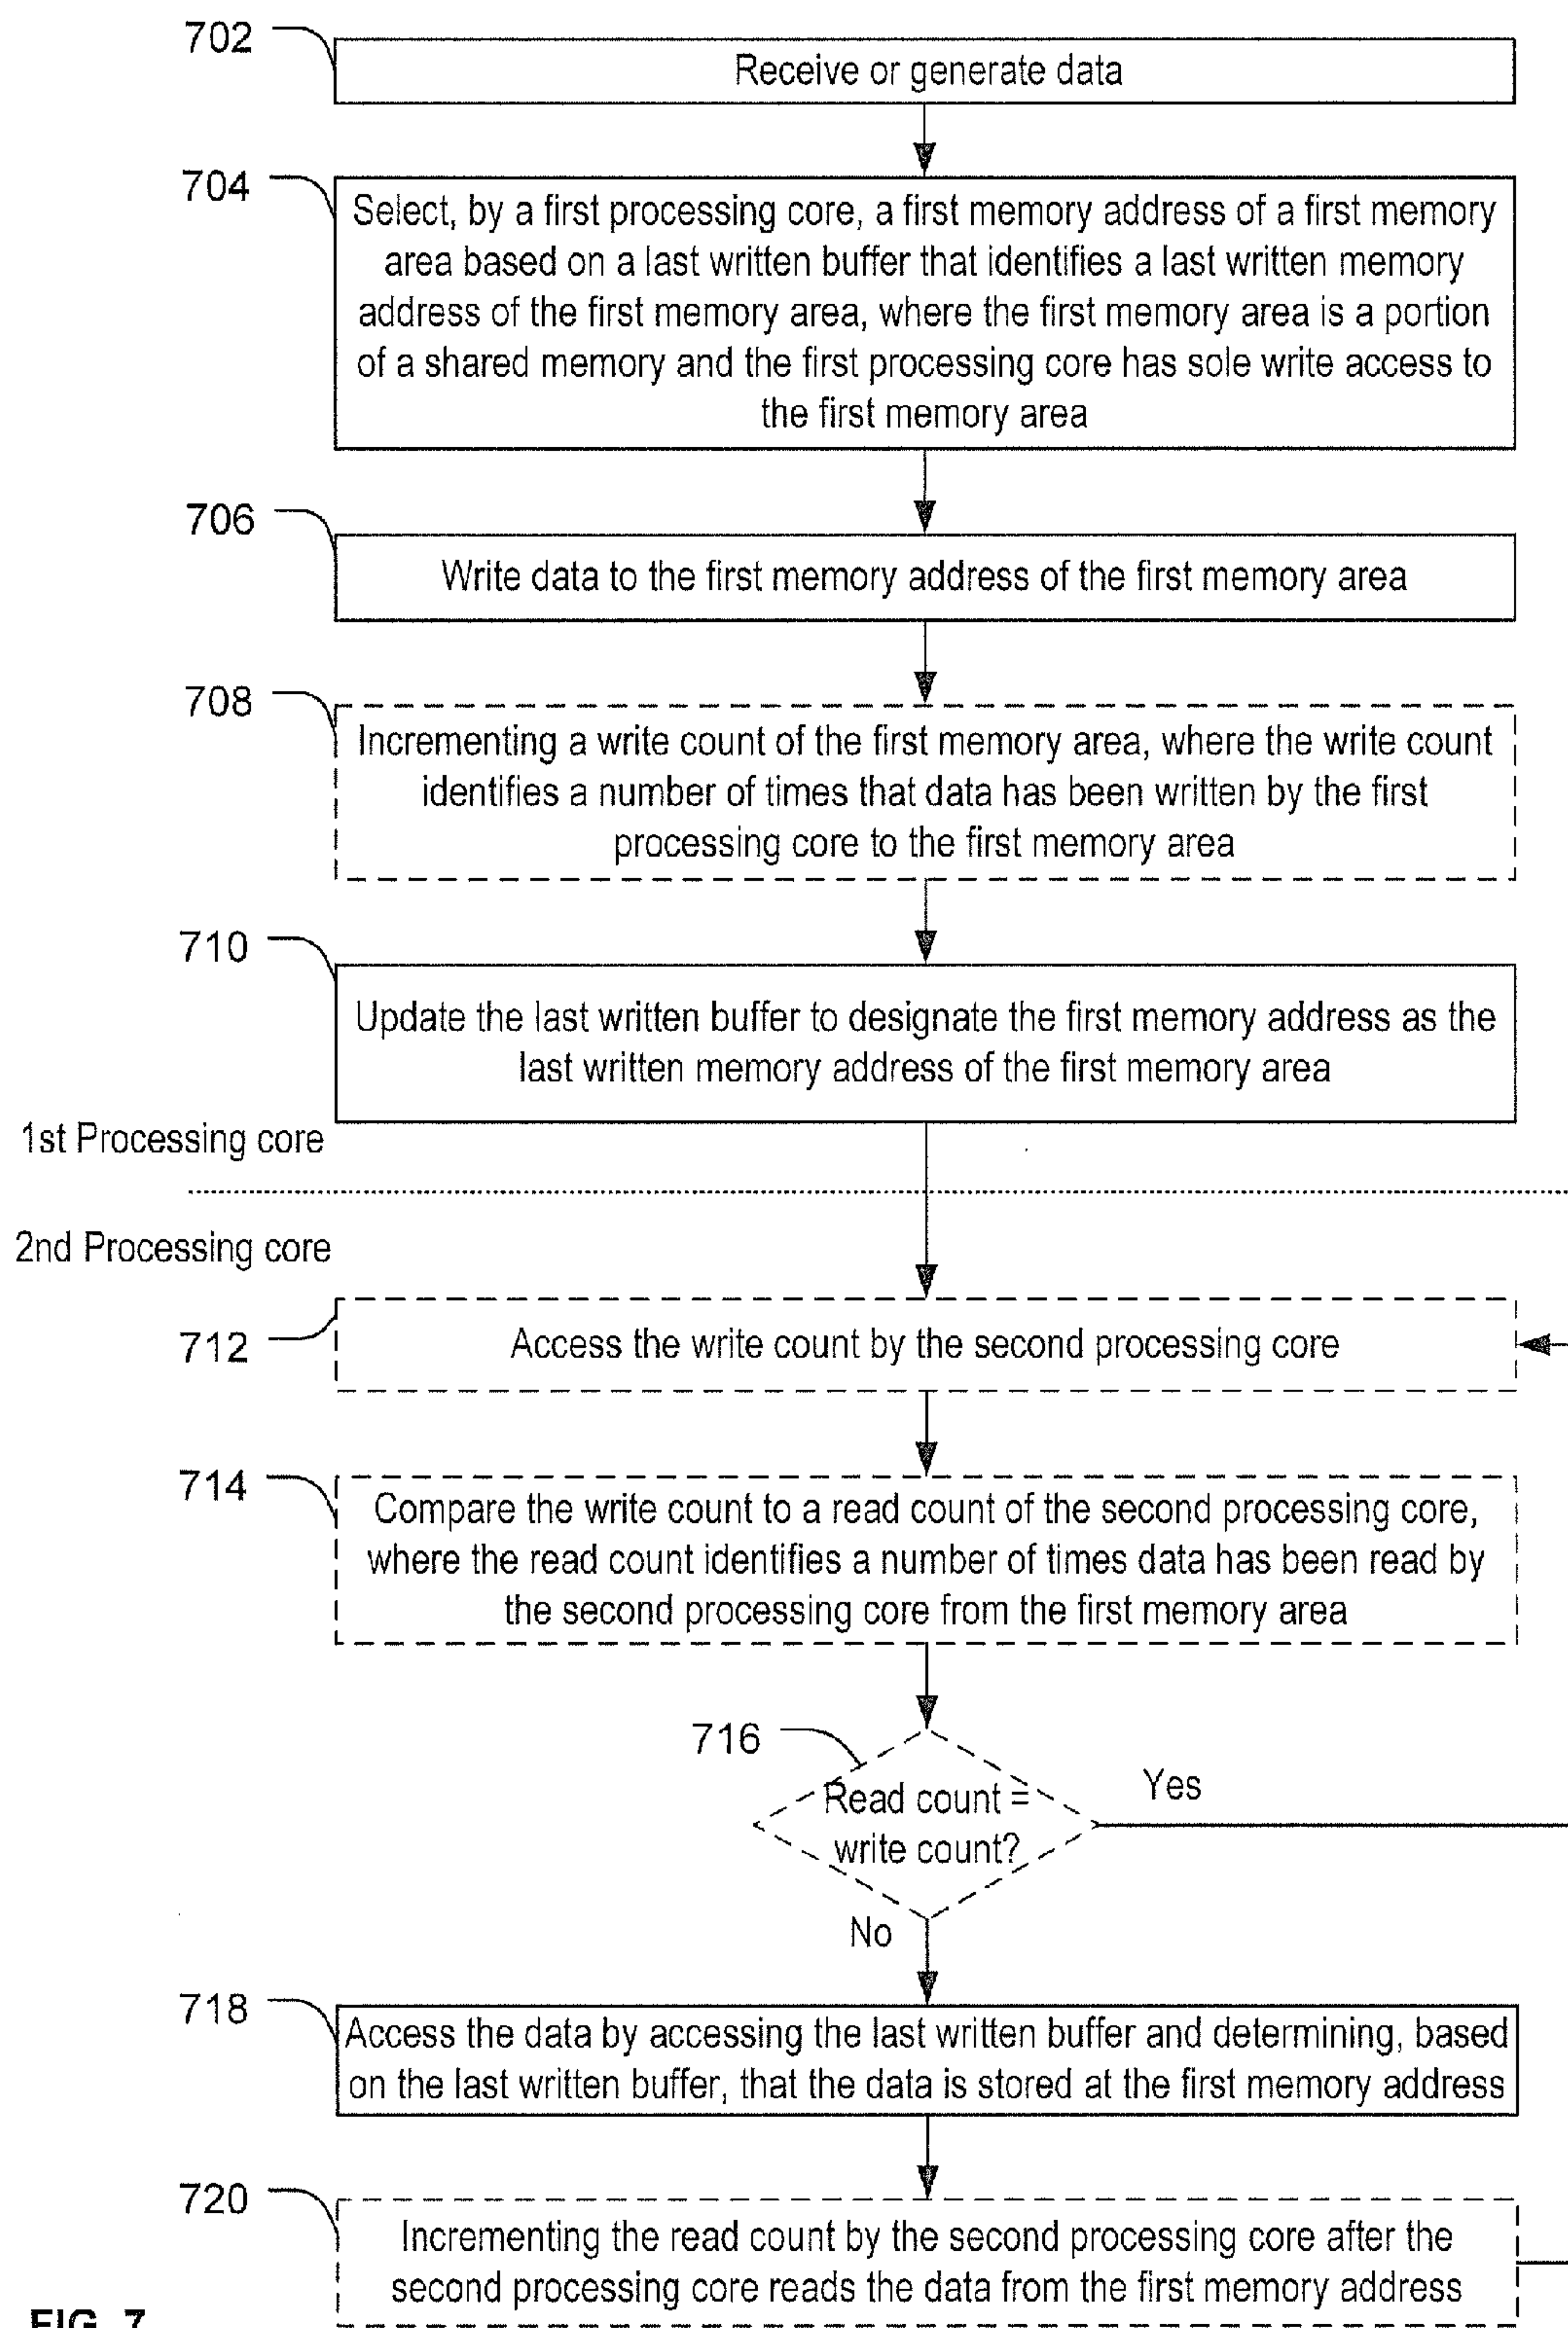 702
Receive or generate data
704
Select, by a first processing core, a first memory address of a first memory
area based on a last written buffer that identifies a last written memory
address of the first memory area, where the first memory area is a portion
of a shared memory and the first processing core has sole write access to
the first memory area
706
Write data to the first memory address of the first memory area
708
Incrementing a write count of the first memory area, where the write count
identifies a number of times that data has been written by the first
processing core to the first memory area
710
Update the last written buffer to designate the first memory address as the
last written memory address of the first memory area
1st Processing core
2nd Processing core
712
Access the write count by the second processing core
714
Compare the write count to a read count of the second processing core,
where the read count identifies a number of times data has been read by
the second processing core from the first memory area
716
Read count =
write count?
Yes
No
718
Access the data by accessing the last written buffer and determining, based
on the last written buffer, that the data is stored at the first memory address
720
Incrementing the read count by the second processing core after the
second processing core reads the data from the first memory address
FIG. 7